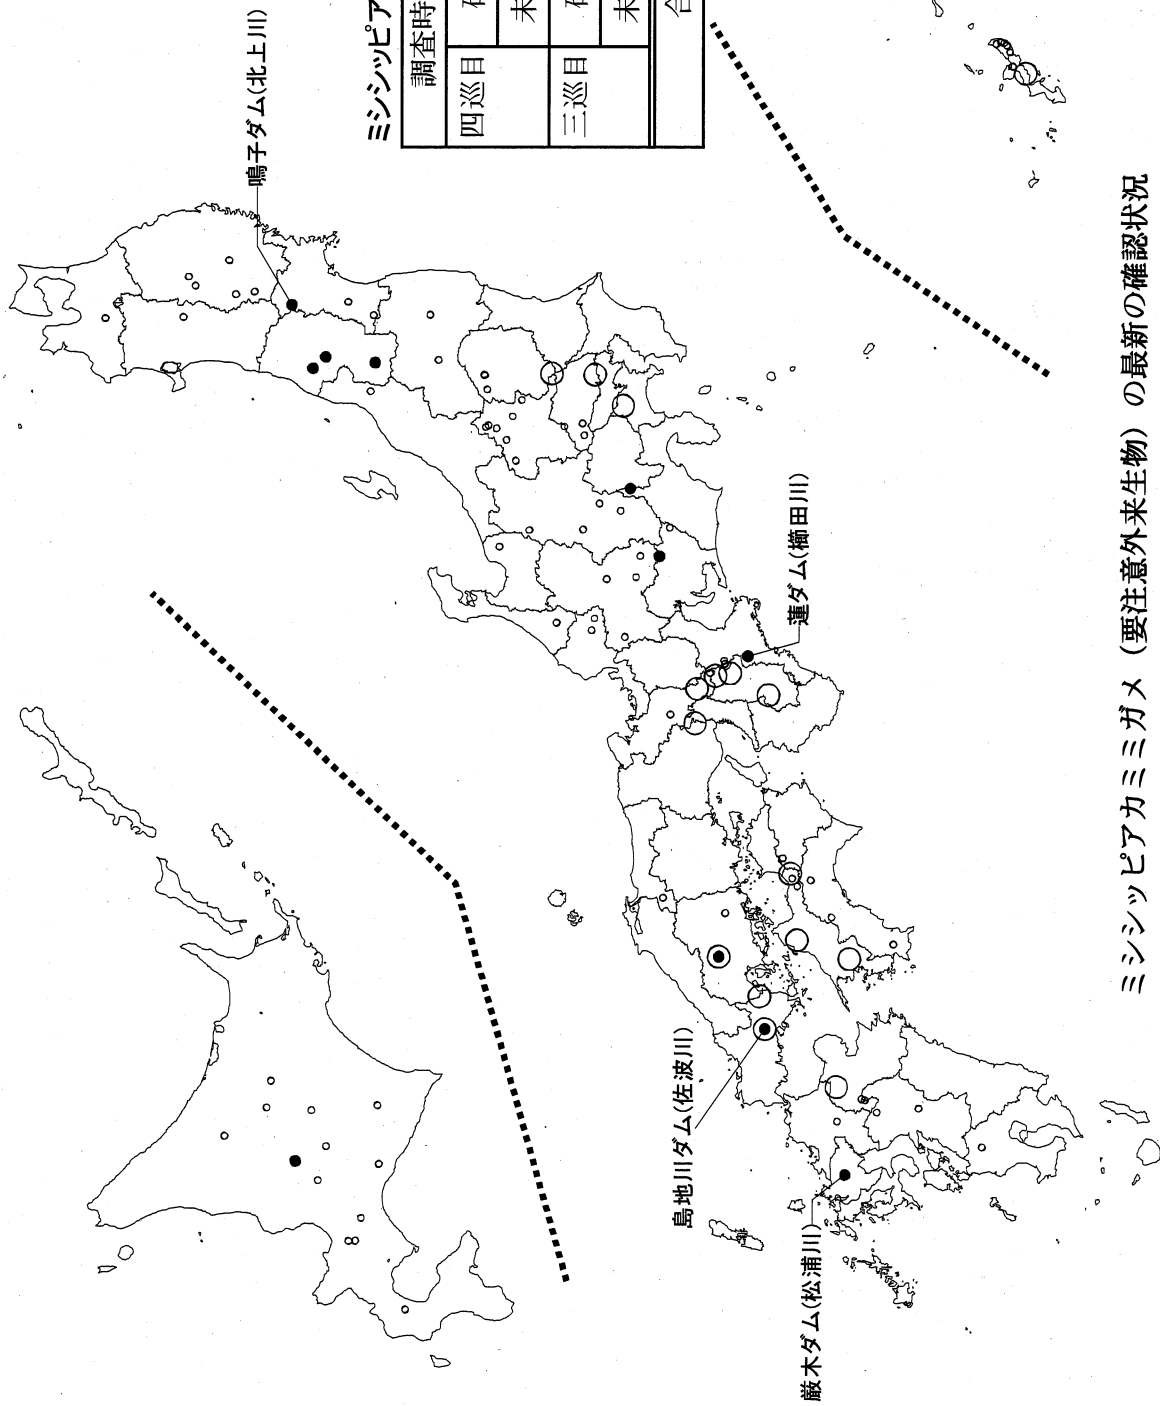 ミシシッピアカミミガメ（要注意外来生物）の最新の確認状況
鳴子ダム(北上川)
蓮ダム(櫛田川)
島地川ダム(佐波川)
厳木ダム(松浦川)
ミシシッピア
調査時
四巡目
未
三巡目
未
合